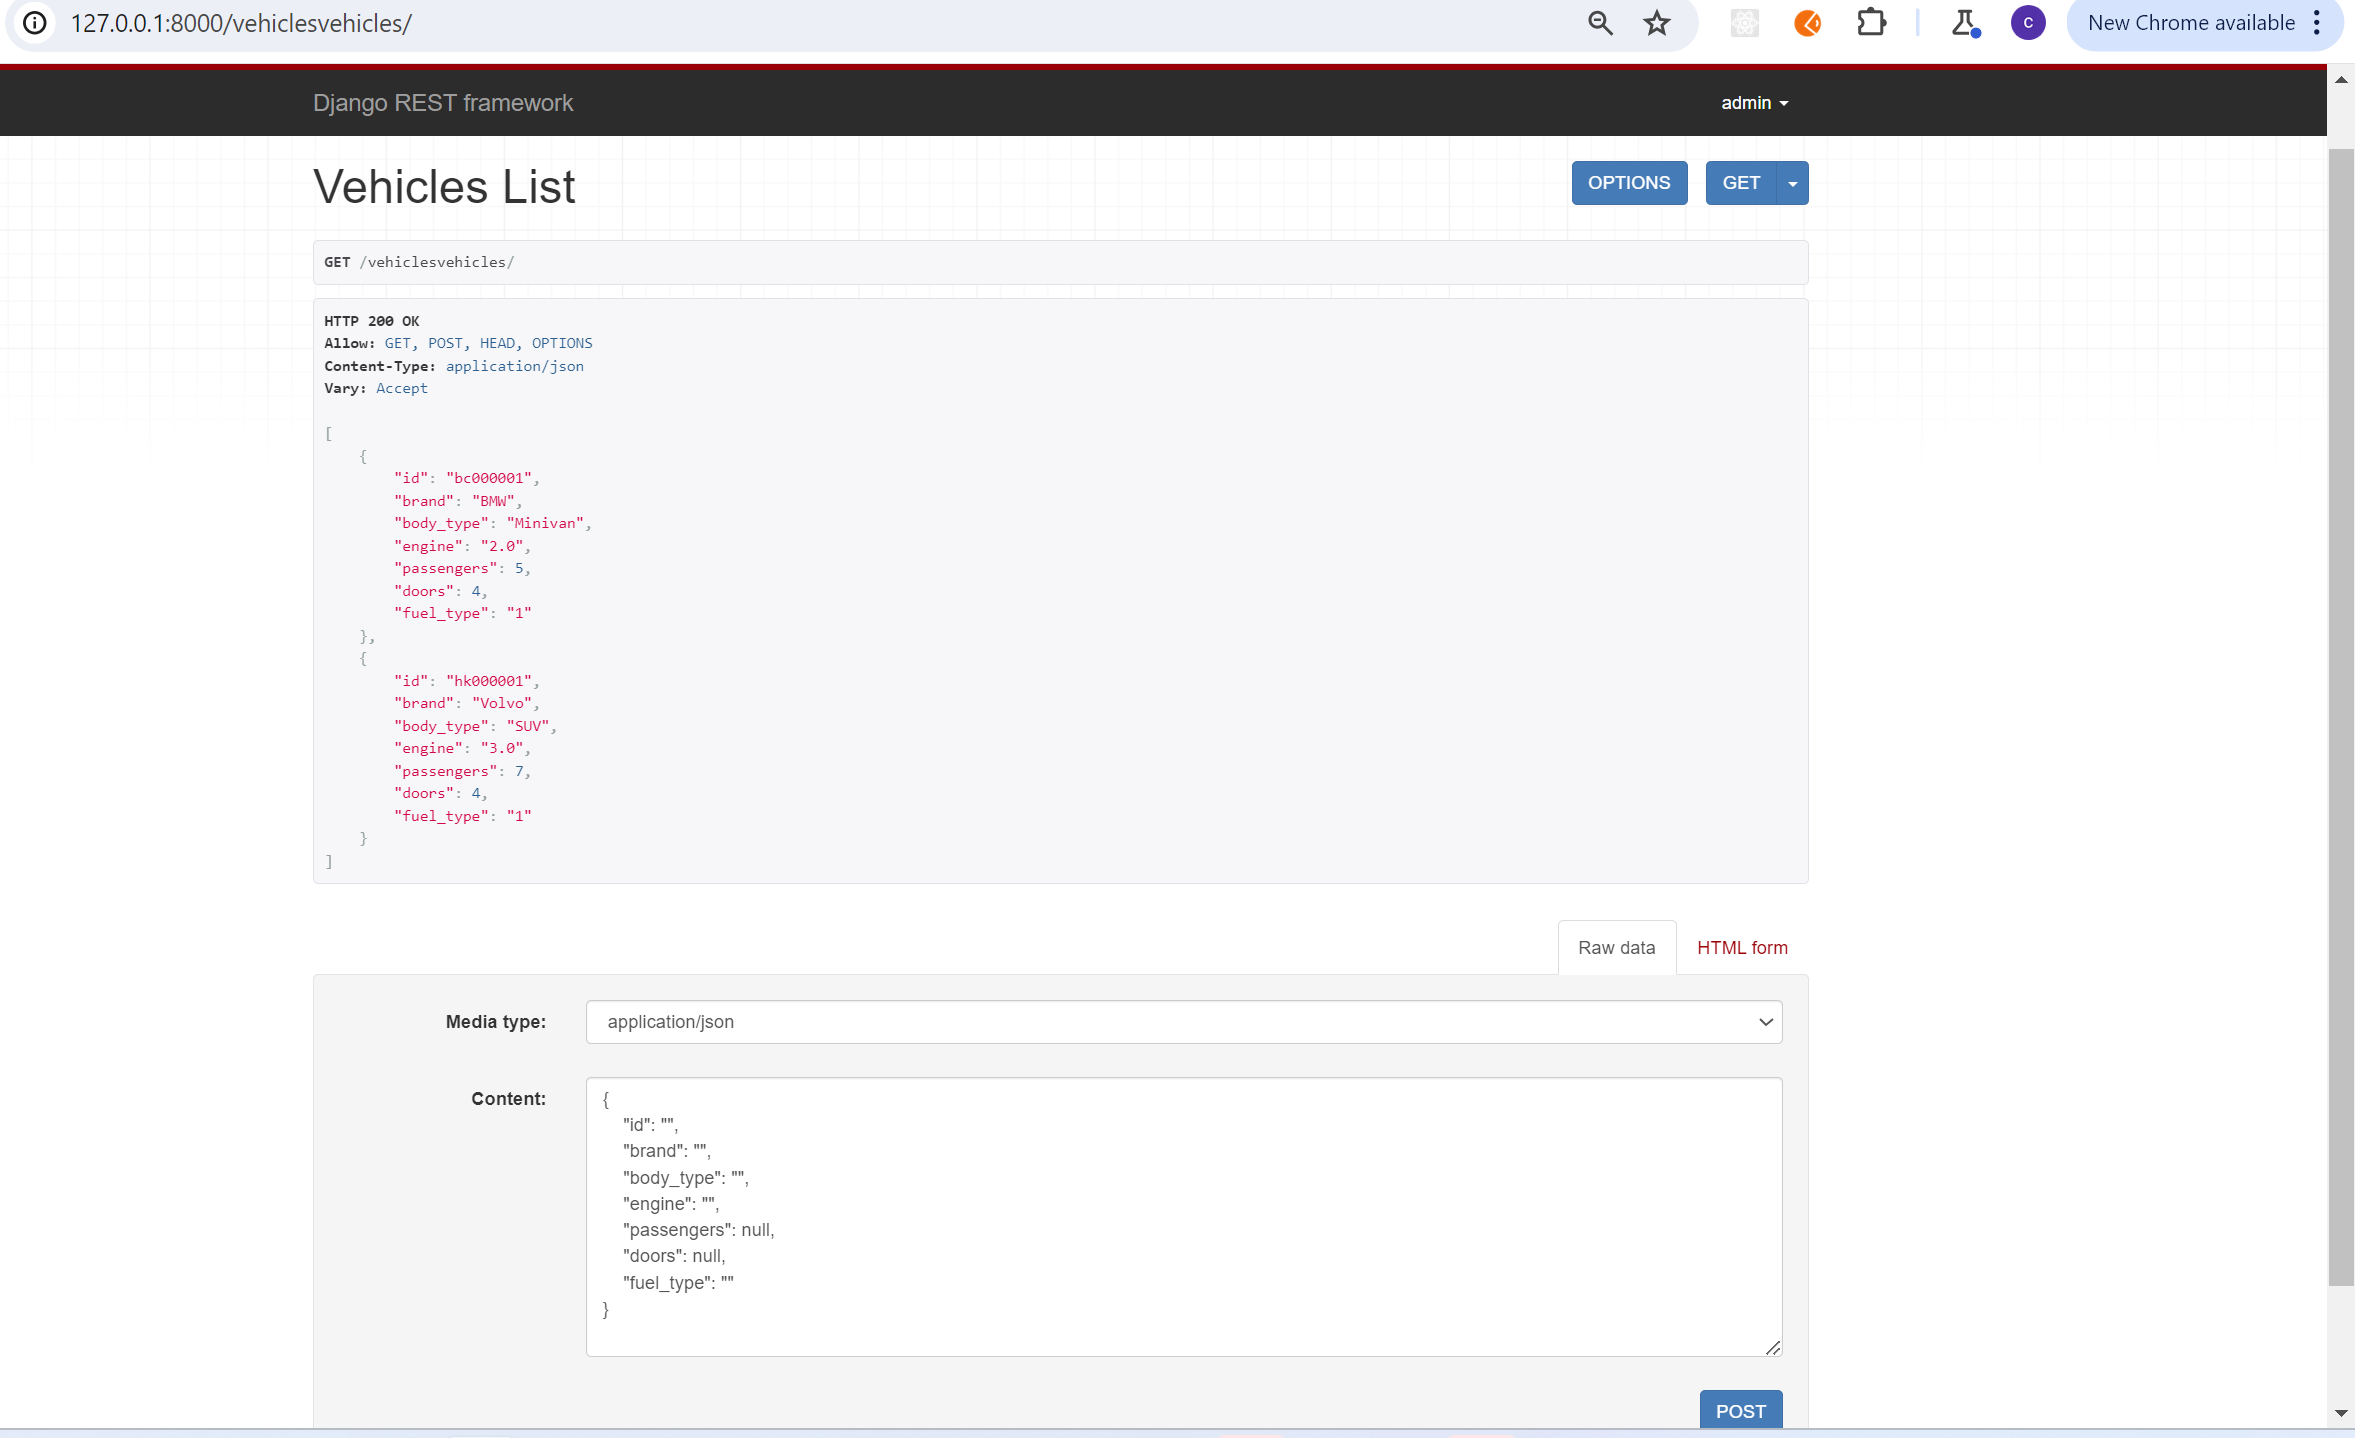 127.0.0.1:8000/vehiclesvehicles/
C
New Chrome available
Django REST framework
admin
Vehicles List
OPTIONS
GET
GET /vehiclesvehicles/
HTTP 200 OK
Allow: GET, POST, HEAD, OPTIONS
Content-Type: application/json
Vary: Accept
[
    {
        "id": "bc000001",
        "brand": "BMW",
        "body_type": "Minivan",
        "engine": "2.0",
        "passengers": 5,
        "doors": 4,
        "fuel_type": "1"
    },
    {
        "id": "hk000001",
        "brand": "Volvo",
        "body_type": "SUV",
        "engine": "3.0",
        "passengers": 7,
        "doors": 4,
        "fuel_type": "1"
    }
]
Raw data
HTML form
Media type:
application/json
Content:
{
    "id": "",
    "brand": "",
    "body_type": "",
    "engine": "",
    "passengers": null,
    "doors": null,
    "fuel_type": ""
}
POST